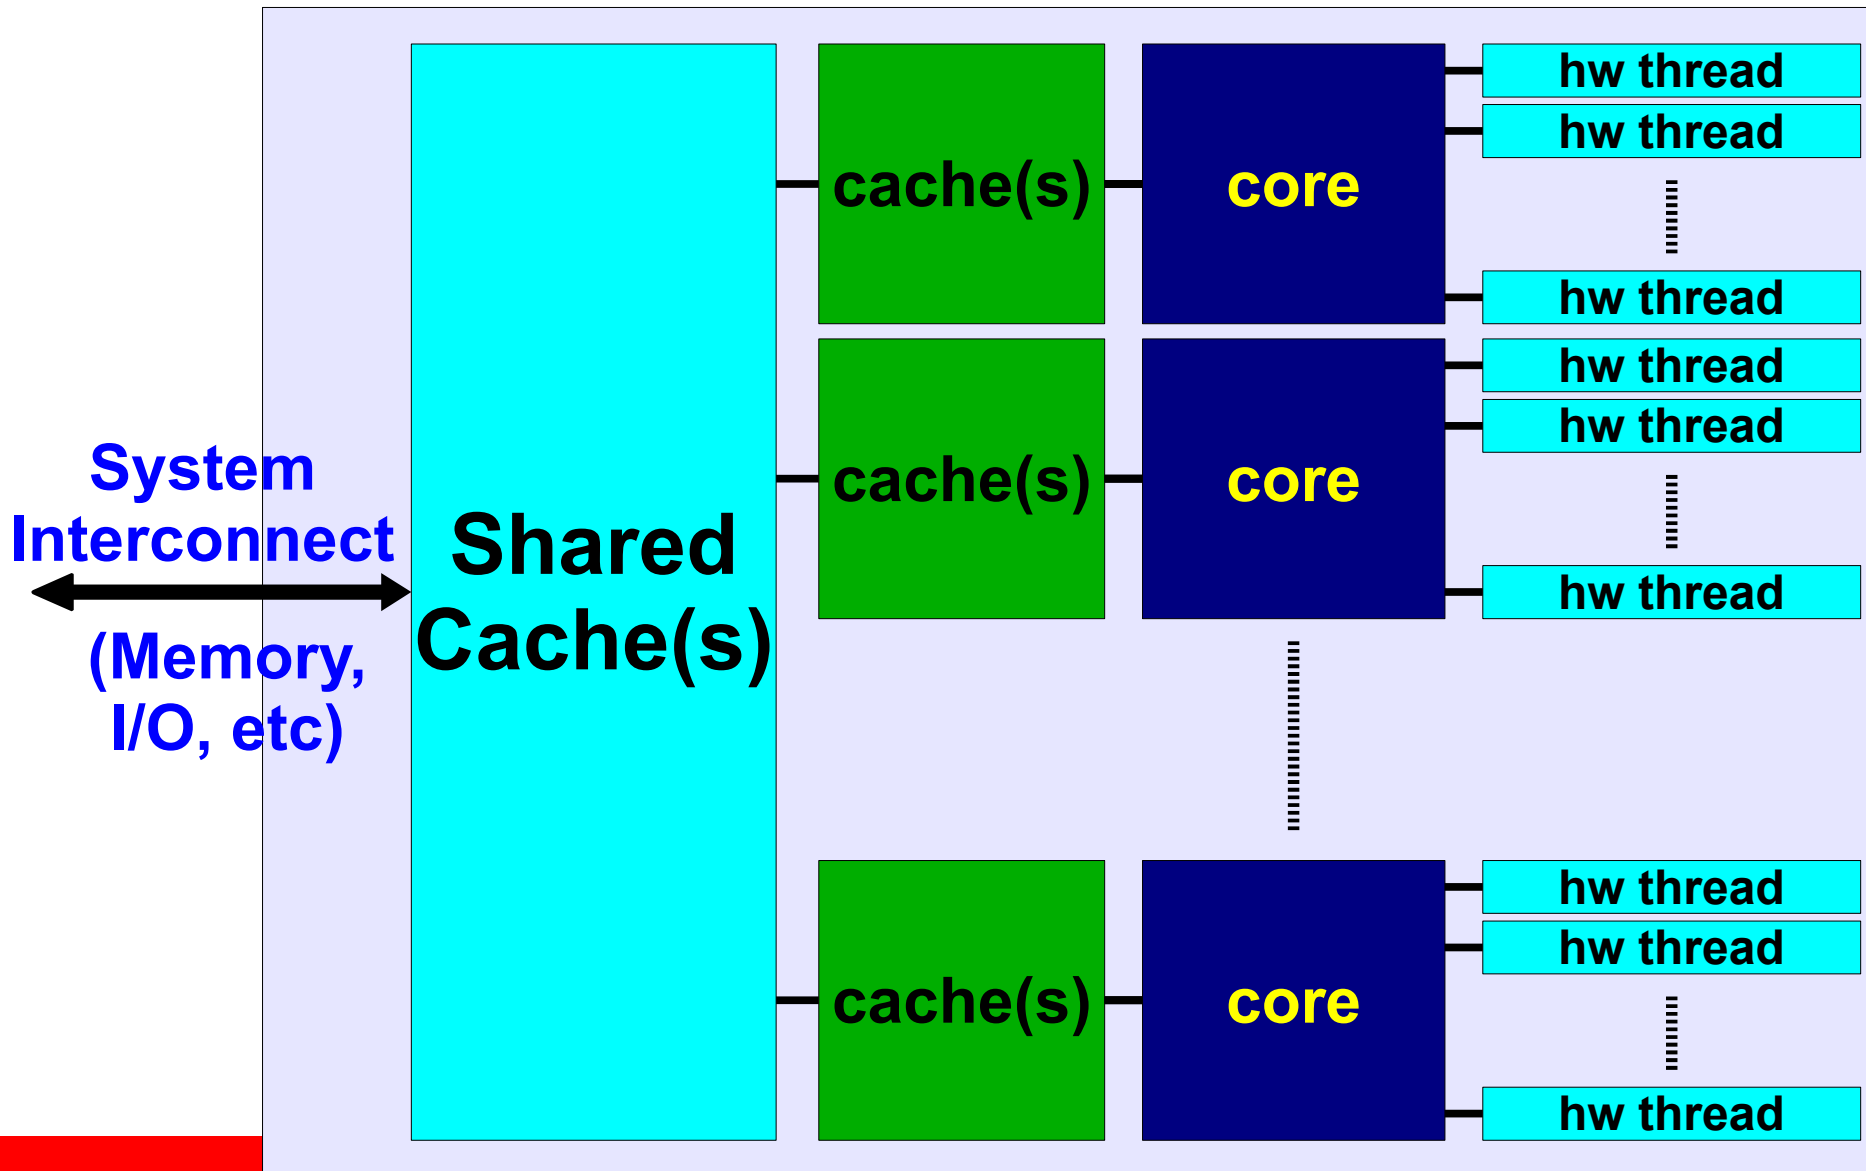 hw thread
hw thread
cache(s)
core
hw thread
hw thread
hw thread
System
Interconnect
Shared
Cache(s)
cache(s)
core
hw thread
(Memory,
I/O, etc)
hw thread
hw thread
cache(s)
core
hw thread